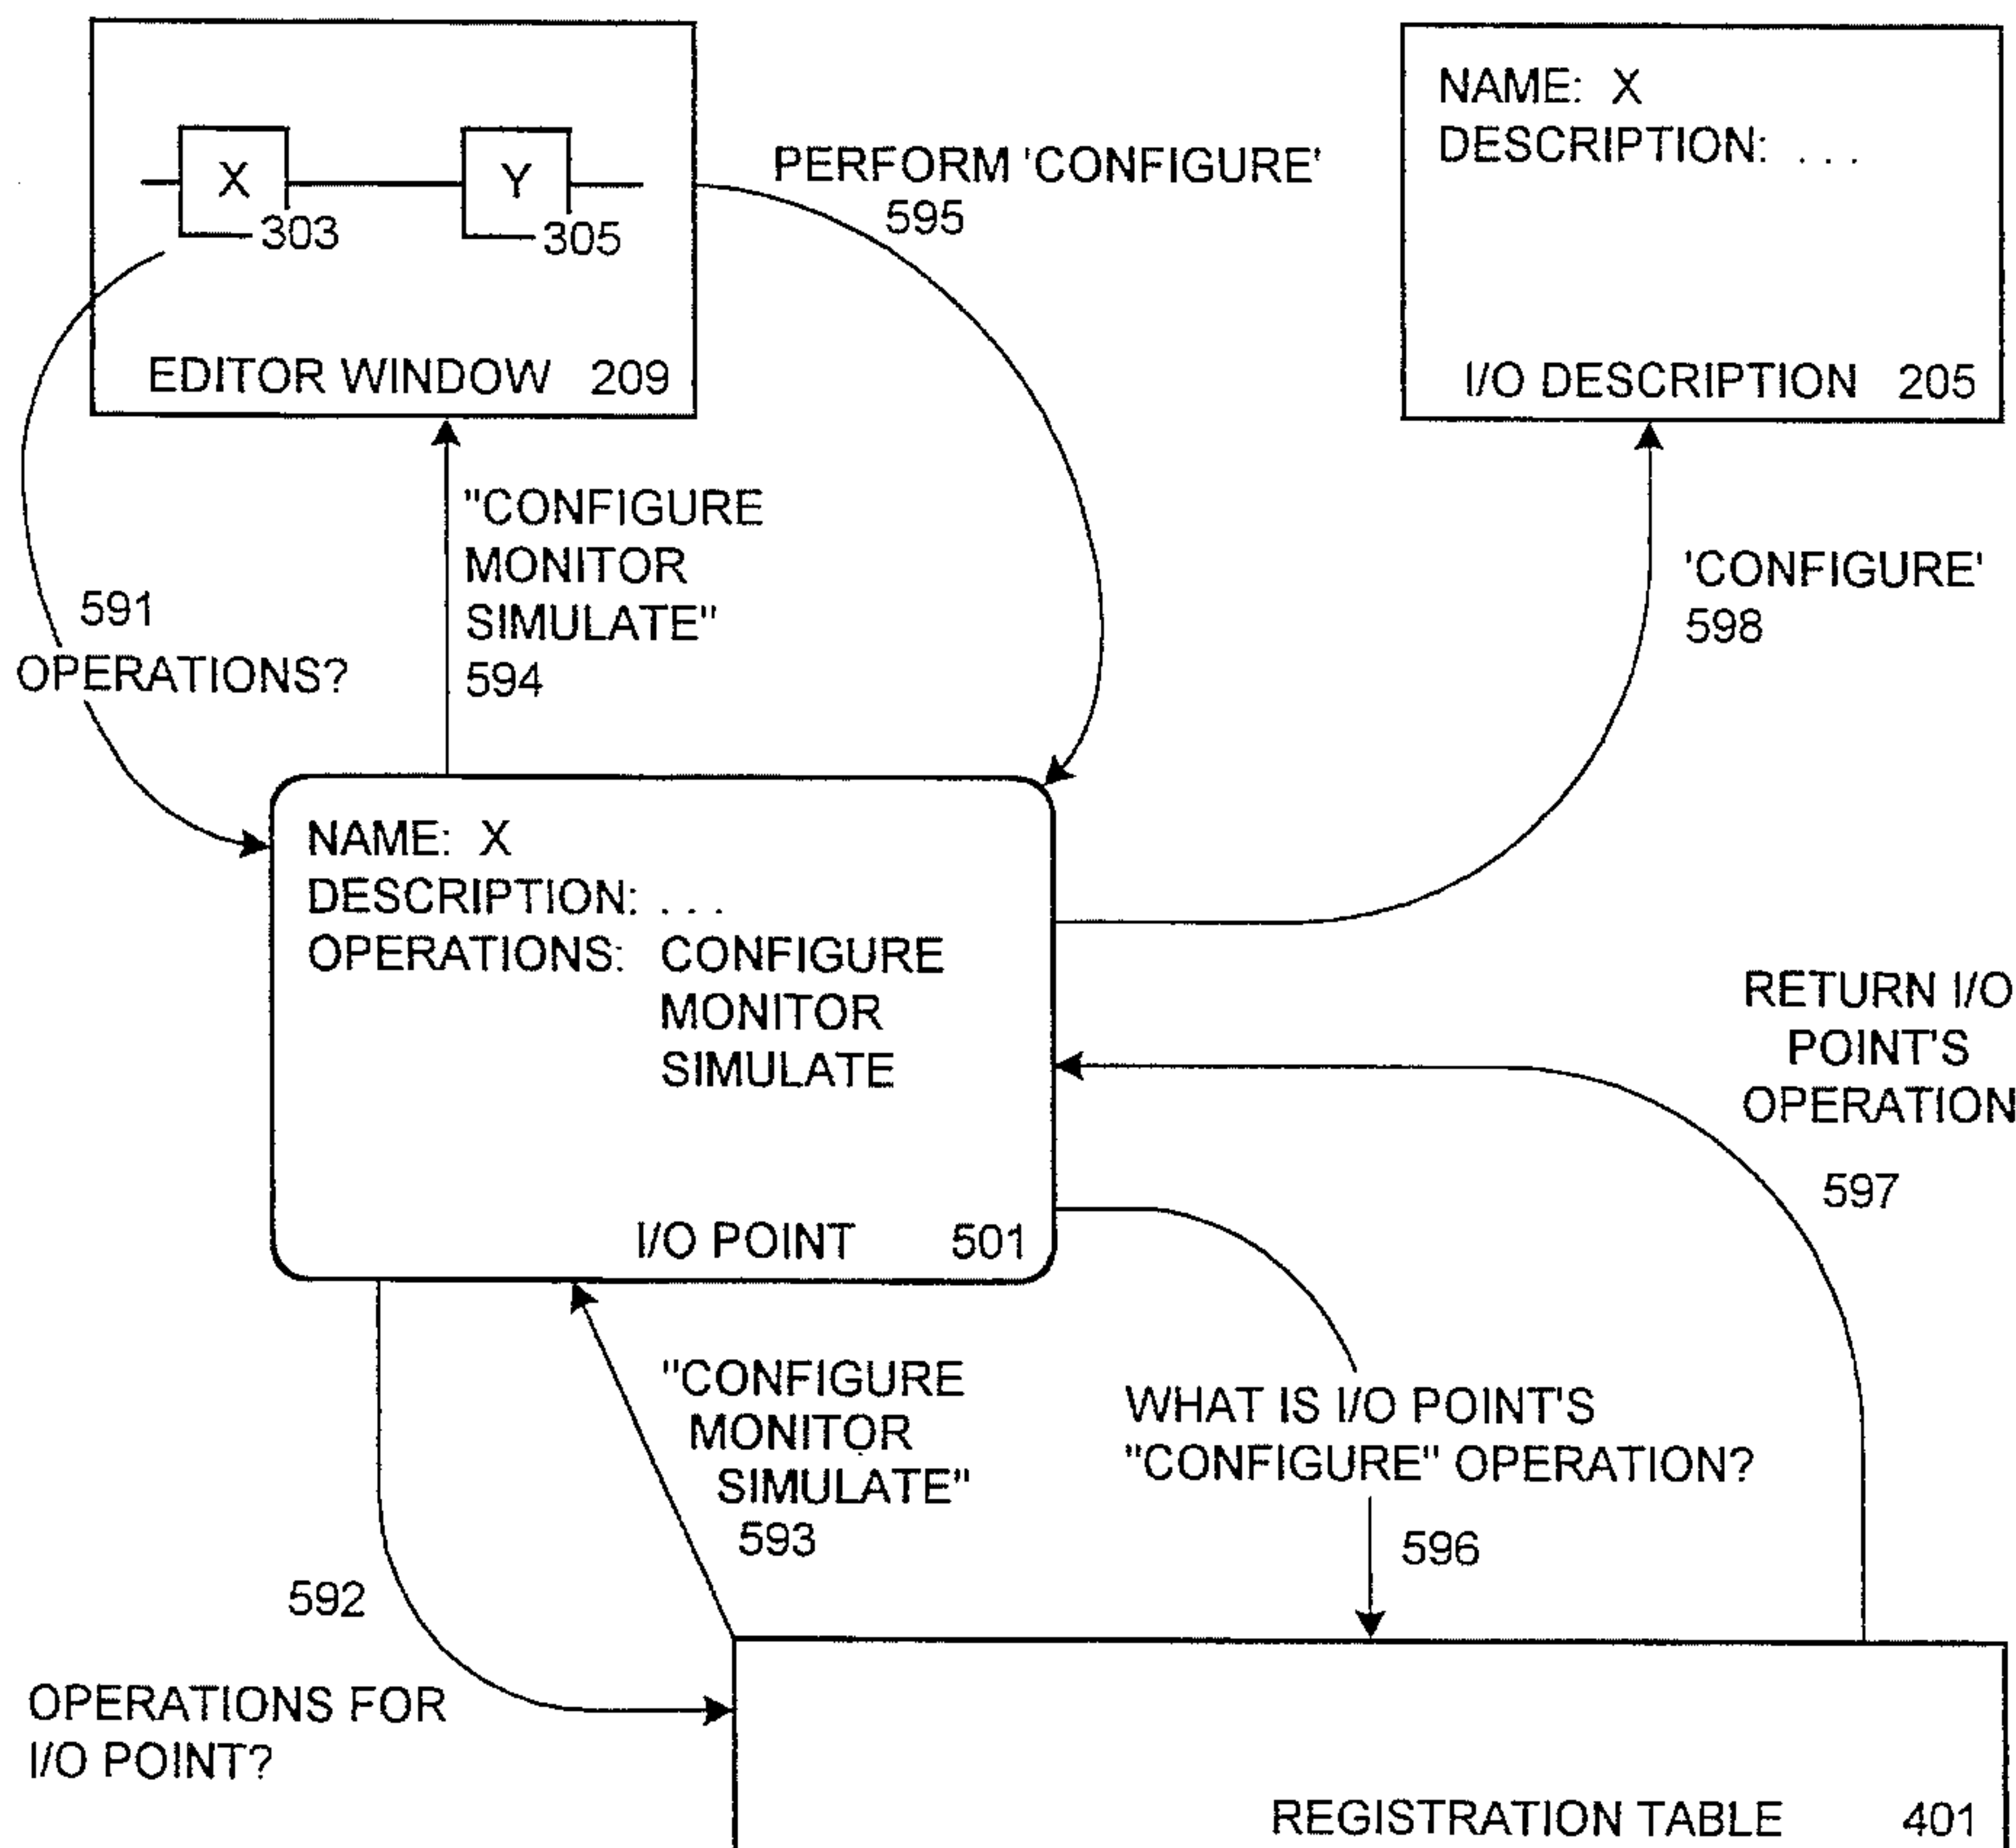 X
303
Y
305
EDITOR WINDOW 209
PERFORM 'CONFIGURE'
595
NAME: X
DESCRIPTION: . . .
I/O DESCRIPTION 205
591
OPERATIONS?
"CONFIGURE
MONITOR
SIMULATE"
594
'CONFIGURE'
598
NAME: X
DESCRIPTION: . . .
OPERATIONS: CONFIGURE
MONITOR
SIMULATE
I/O POINT 501
RETURN I/O
POINT'S
OPERATION
597
592
OPERATIONS FOR
I/O POINT?
"CONFIGURE
MONITOR
SIMULATE"
593
WHAT IS I/O POINT'S
"CONFIGURE" OPERATION?
596
REGISTRATION TABLE 401